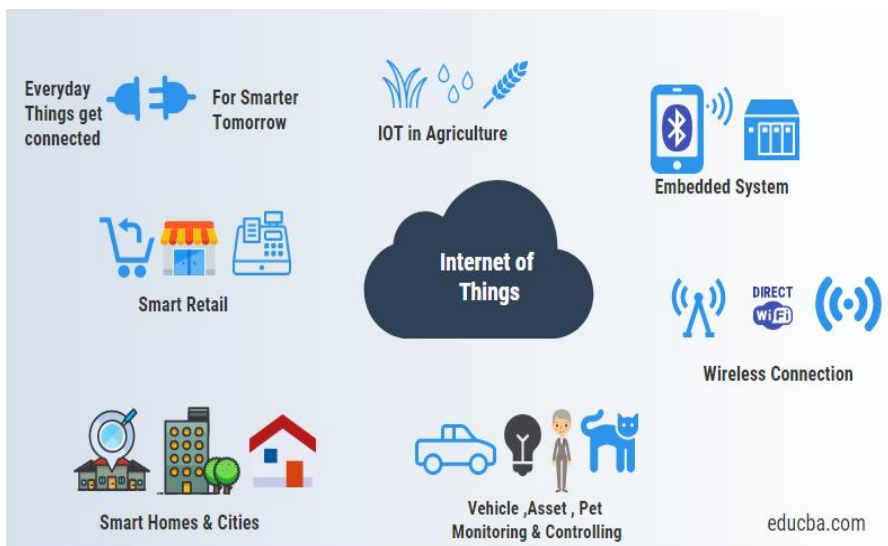 Everyday
Things get
connected
For Smarter
Tomorrow
IOT in Agriculture
Embedded System
Internet of
Things
Smart Retail
DIRECT
WiFi
Wireless Connection
Smart Homes & Cities
Vehicle ,Asset , Pet
Monitoring & Controlling
educba.com